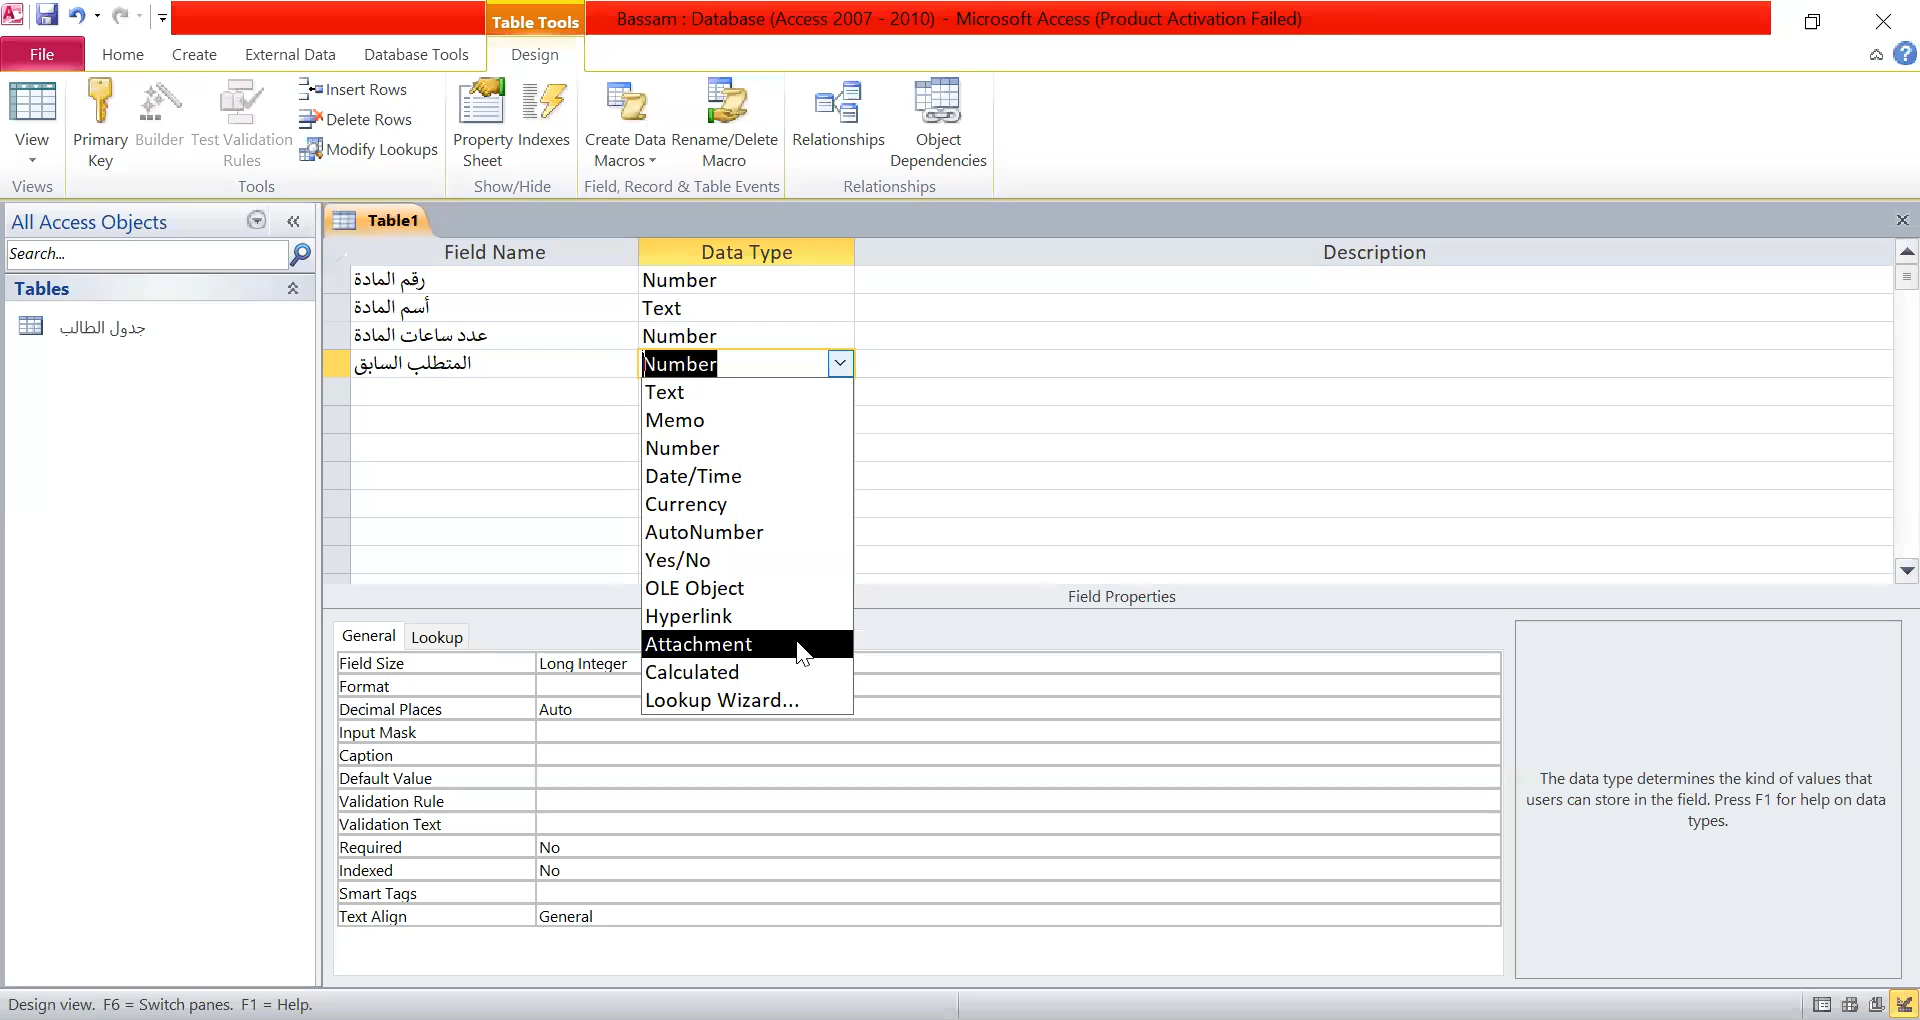 Table Tools
Bassam : Database (Access 2007 - 2010) - Microsoft Access (Product Activation Failed)
File
Home
Create
External Data
Database Tools
Design
View
Primary Key
Builder
Test Validation Rules
Insert Rows
Delete Rows
Modify Lookups
Property Sheet
Indexes
Create Data Macros
Rename/Delete Macro
Relationships
Object Dependencies
Views
Tools
Show/Hide
Field, Record & Table Events
Relationships
All Access Objects
Search...
Tables
جدول الطالب
Table1
Field Name
Data Type
Description
رقم المادة
Number
أسم المادة
Text
عدد ساعات المادة
Number
المتطلب السابق
Number
Text
Memo
Number
Date/Time
Currency
AutoNumber
Yes/No
OLE Object
Hyperlink
Attachment
Calculated
Lookup Wizard...
Field Properties
General
Lookup
Field Size
Long Integer
Format
Decimal Places
Auto
Input Mask
Caption
Default Value
Validation Rule
Validation Text
Required
No
Indexed
No
Smart Tags
Text Align
General
The data type determines the kind of values that
users can store in the field. Press F1 for help on data
types.
Design view. F6 = Switch panes. F1 = Help.